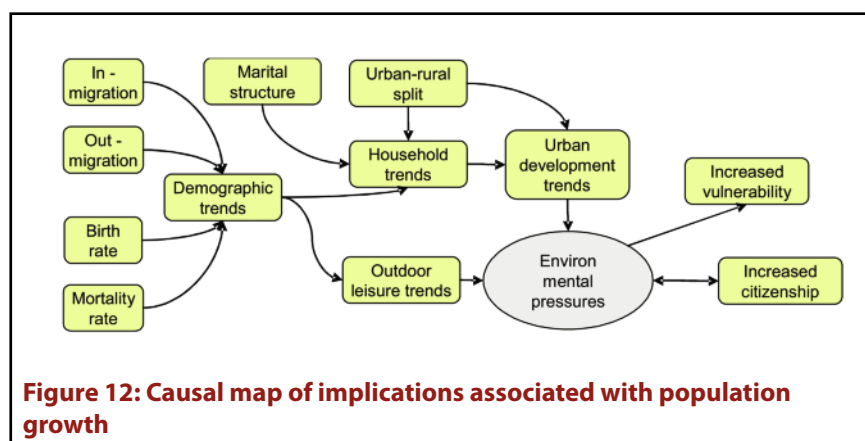 In -
migration
Marital
structure
Urban-rural
split
Out -
migration
Household
trends
Urban
development
trends
Increased
vulnerability
Demographic
trends
Birth
rate
Outdoor
leisure trends
Environ
mental
pressures
Increased
citizenship
Mortality
rate
Figure 12: Causal map of implications associated with population
growth